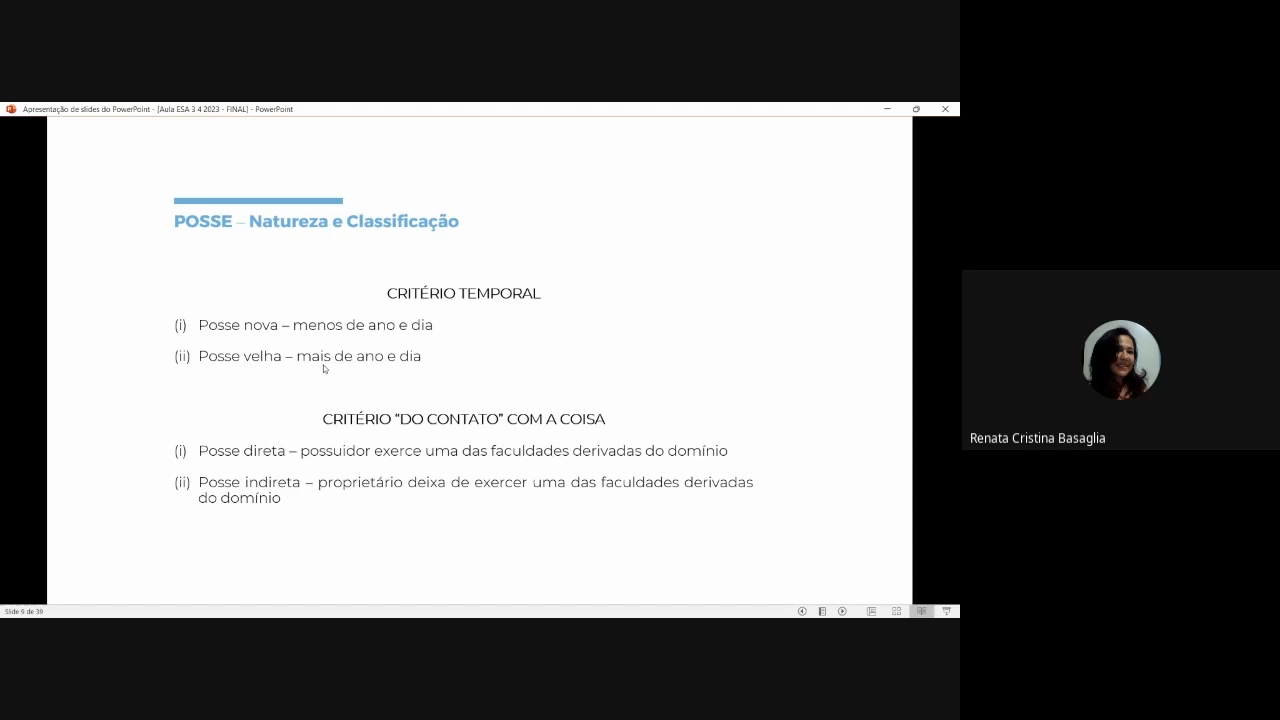 Apresentação de slides do PowerPoint - [Aula ESA 3 4 2023 - FINAL] - PowerPoint
POSSE – Natureza e Classificação
CRITÉRIO TEMPORAL
(i) Posse nova – menos de ano e dia
(ii) Posse velha – mais de ano e dia
CRITÉRIO “DO CONTATO” COM A COISA
(i) Posse direta – possuidor exerce uma das faculdades derivadas do domínio
(ii) Posse indireta – proprietário deixa de exercer uma das faculdades derivadas
do domínio
Slide 9 de 39
Renata Cristina Basaglia